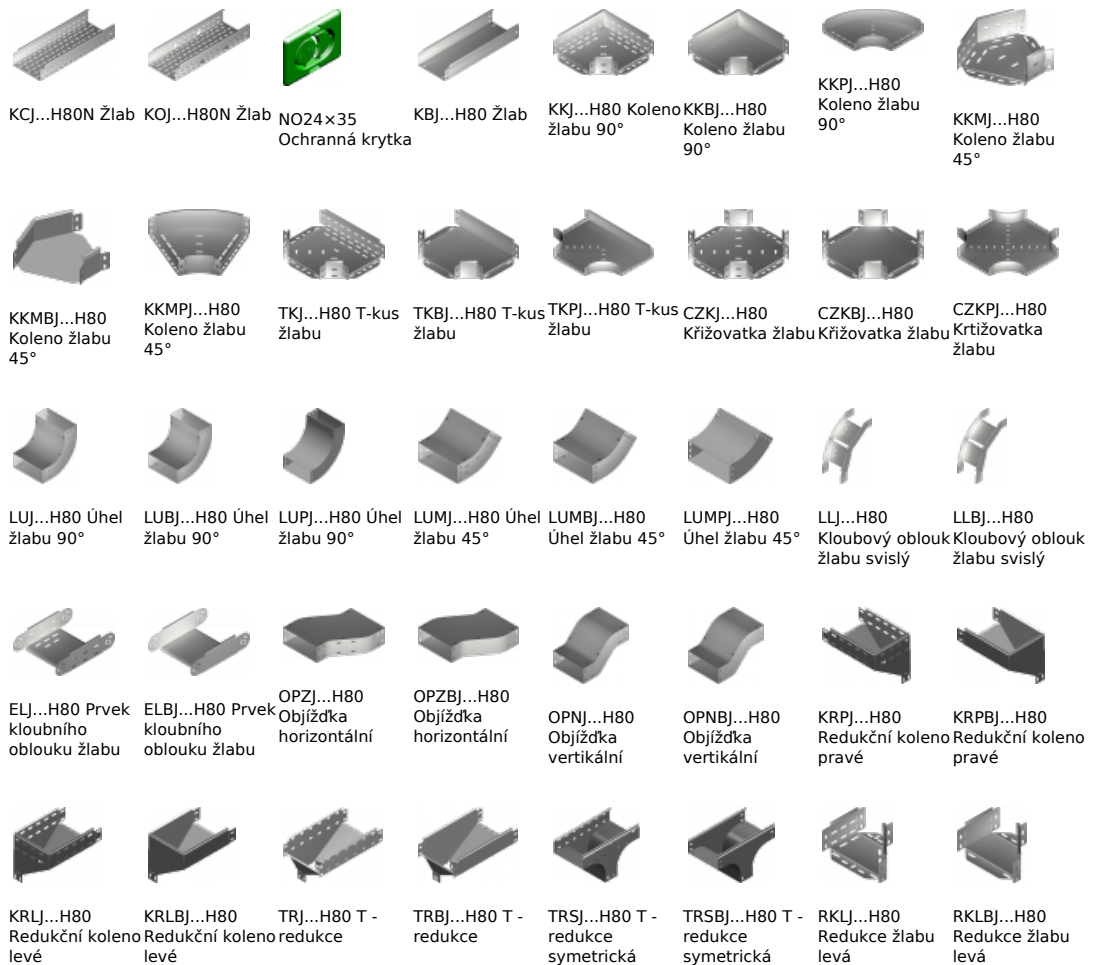 KCJ...H80N Žlab
KOJ...H80N Žlab
NO24×35
Ochranná krytka
KBJ...H80 Žlab
KKJ...H80 Koleno
žlabu 90°
KKBJ...H80
Koleno žlabu
90°
KKPJ...H80
Koleno žlabu
90°
KKMJ...H80
Koleno žlabu
45°
KKMBJ...H80
Koleno žlabu
45°
KKMPJ...H80
Koleno žlabu
45°
TKJ...H80 T-kus
žlabu
TKBJ...H80 T-kus
žlabu
TKPJ...H80 T-kus
žlabu
CZKJ...H80
Křižovatka žlabu
CZKBJ...H80
Křižovatka žlabu
CZKPJ...H80
Krtižovatka
žlabu
LUJ...H80 Úhel
žlabu 90°
LUBJ...H80 Úhel
žlabu 90°
LUPJ...H80 Úhel
žlabu 90°
LUMJ...H80 Úhel
žlabu 45°
LUMBJ...H80
Úhel žlabu 45°
LUMPJ...H80
Úhel žlabu 45°
LLJ...H80
Kloubový oblouk
žlabu svislý
LLBJ...H80
Kloubový oblouk
žlabu svislý
ELJ...H80 Prvek
kloubního
oblouku žlabu
ELBJ...H80 Prvek
kloubního
oblouku žlabu
OPZJ...H80
Objížďka
horizontální
OPZBJ...H80
Objížďka
horizontální
OPNJ...H80
Objížďka
vertikální
OPNBJ...H80
Objížďka
vertikální
KRPJ...H80
Redukční koleno
pravé
KRPBJ...H80
Redukční koleno
pravé
KRLJ...H80
Redukční koleno
levé
KRLBJ...H80
Redukční koleno
levé
TRJ...H80 T -
redukce
TRBJ...H80 T -
redukce
TRSJ...H80 T -
redukce
symetrická
TRSBJ...H80 T -
redukce
symetrická
RKLJ...H80
Redukce žlabu
levá
RKLBJ...H80
Redukce žlabu
levá